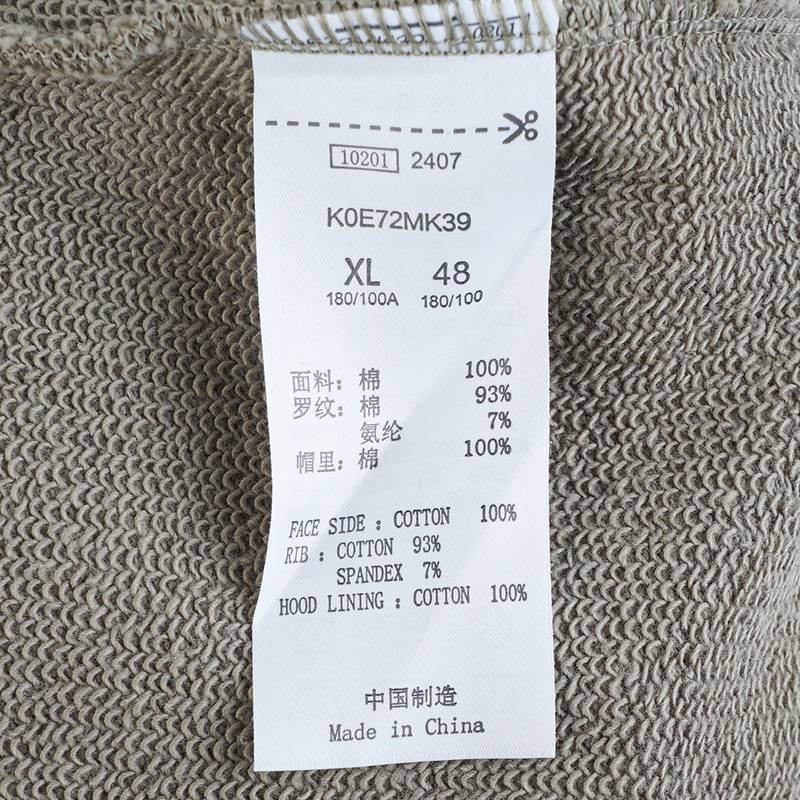 10201 2407
K0E72MK39
XL 48
180/100A 180/100
面料: 棉 100%
罗纹: 棉 93%
氨纶 7%
帽里: 棉 100%
FACE SIDE : COTTON 100%
RIB : COTTON 93%
SPANDEX 7%
HOOD LINING : COTTON 100%
中国制造
Made in China